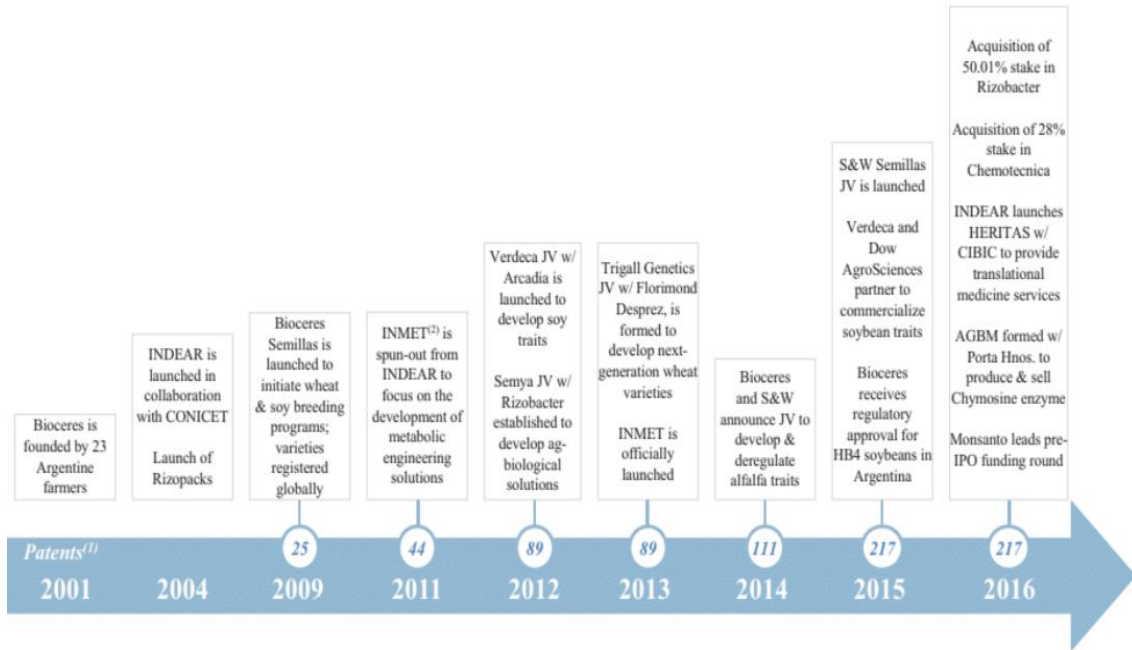 Bioceres is
founded by 23
Argentine
farmers
INDEAR is
launched in
collaboration
with CONICET
Launch of
Rizopacks
Bioceres
Semillas is
launched to
initiate wheat
& soy breeding
programs;
varieties
registered
globally
INMET(2) is
spun-out from
INDEAR to
focus on the
development of
metabolic
engineering
solutions
Verdeca JV w/
Arcadia is
launched to
develop soy
traits
Semya JV w/
Rizobacter
established to
develop ag-
biological
solutions
Trigall Genetics
JV w/ Florimond
Desprez, is
formed to
develop next-
generation wheat
varieties
INMET is
officially
launched
Bioceres
and S&W
announce JV to
develop &
deregulate
alfalfa traits
S&W Semillas
JV is launched
Verdeca and
Dow
AgroSciences
partner to
commercialize
soybean traits
Bioceres
receives
regulatory
approval for
HB4 soybeans in
Argentina
Acquisition of
50.01% stake in
Rizobacter
Acquisition of 28%
stake in
Chemotecnica
INDEAR launches
HERITAS w/
CIBIC to provide
translational
medicine services
AGBM formed w/
Porta Hnos. to
produce & sell
Chymosine enzyme
Monsanto leads pre-
IPO funding round
Patents(1) 25 44 89 89 111 217 217
2001 2004 2009 2011 2012 2013 2014 2015 2016